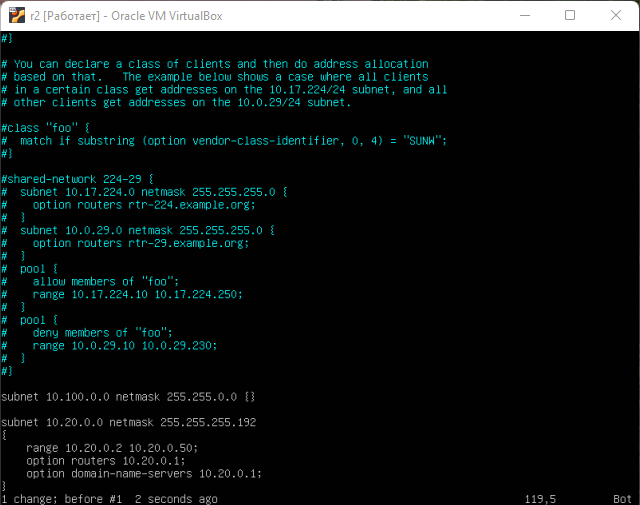 r2 [Работает] - Oracle VM VirtualBox
#}
# You can declare a class of clients and then do address allocation
# based on that.   The example below shows a case where all clients
# in a certain class get addresses on the 10.17.224/24 subnet, and all
# other clients get addresses on the 10.0.29/24 subnet.
#class "foo" {
#  match if substring (option vendor-class-identifier, 0, 4) = "SUNW";
#}
#shared-network 224-29 {
#  subnet 10.17.224.0 netmask 255.255.255.0 {
#    option routers rtr-224.example.org;
#  }
#  subnet 10.0.29.0 netmask 255.255.255.0 {
#    option routers rtr-29.example.org;
#  }
#  pool {
#    allow members of "foo";
#    range 10.17.224.10 10.17.224.250;
#  }
#  pool {
#    deny members of "foo";
#    range 10.0.29.10 10.0.29.230;
#  }
#}
subnet 10.100.0.0 netmask 255.255.0.0 {}
subnet 10.20.0.0 netmask 255.255.255.192
{
    range 10.20.0.2 10.20.0.50;
    option routers 10.20.0.1;
    option domain-name-servers 10.20.0.1;
}
1 change; before #1  2 seconds ago 119,5 Bot